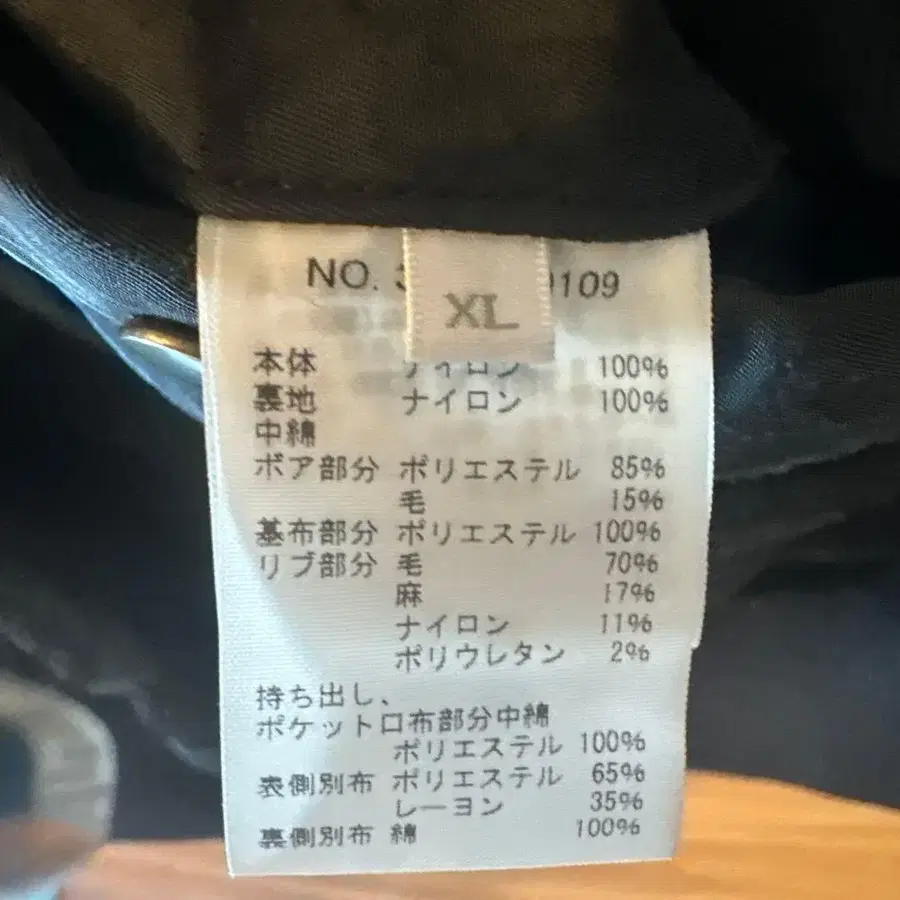 NO. 3 0109
XL
本体 ナイロン 100%
裏地 ナイロン 100%
中綿
ボア部分 ポリエステル 85%
毛 15%
基布部分 ポリエステル 100%
リブ部分 毛 70%
麻 17%
ナイロン 11%
ポリウレタン 2%
持ち出し、
ポケット口布部分中綿
ポリエステル 100%
表側別布 ポリエステル 65%
レーヨン 35%
裏側別布 綿 100%